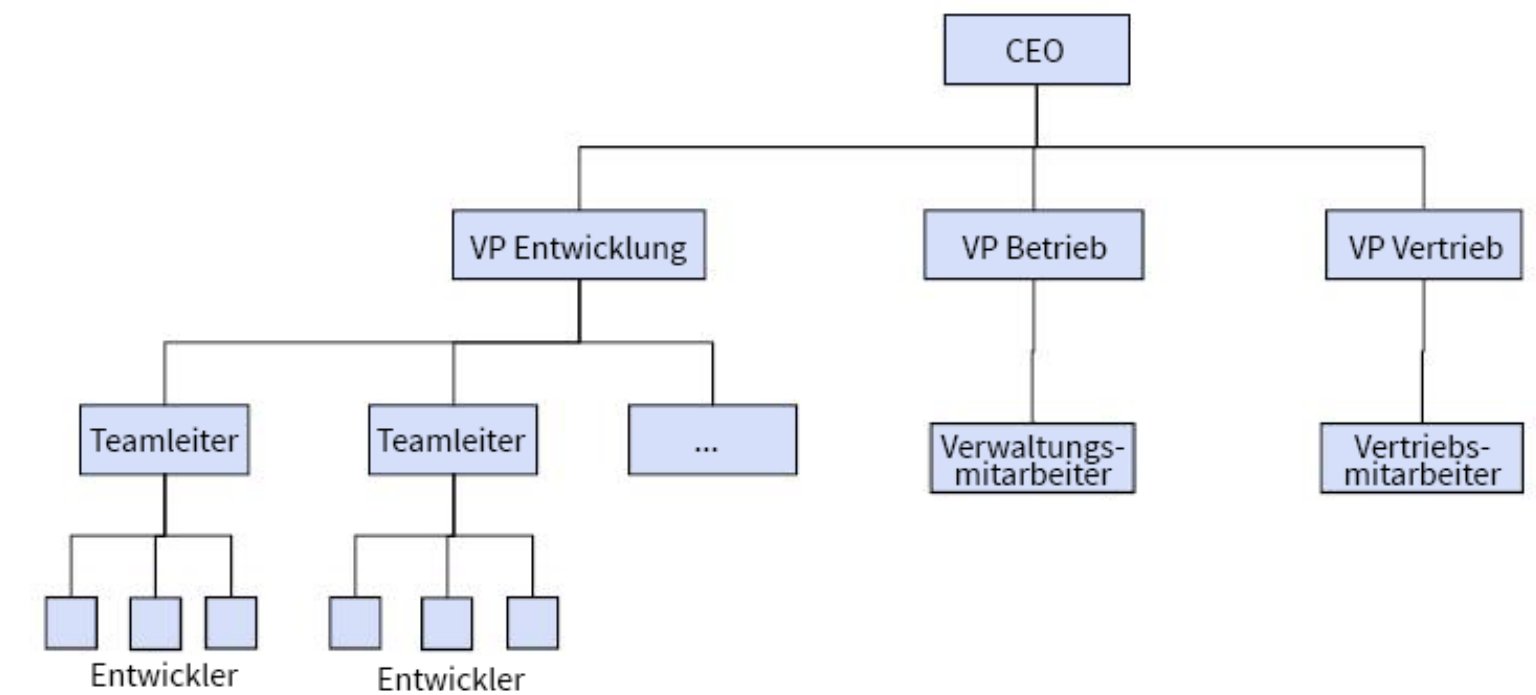 CEO
VP Entwicklung
VP Betrieb
VP Vertrieb
Teamleiter
Teamleiter
...
Verwaltungs-
mitarbeiter
Vertriebs-
mitarbeiter
Entwickler
Entwickler